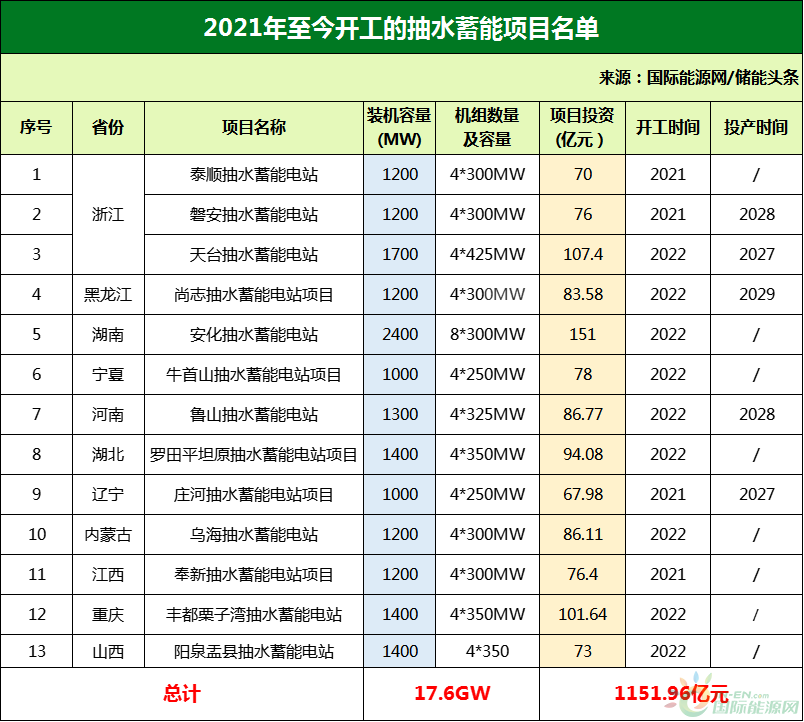 2021年至今开工的抽水蓄能项目名单
来源：国际能源网/储能头条
序号 省份 项目名称 装机容量(MW) 机组数量及容量 项目投资(亿元） 开工时间 投产时间
1 浙江 泰顺抽水蓄能电站 1200 4*300MW 70 2021 /
2 磐安抽水蓄能电站 1200 4*300MW 76 2021 2028
3 天台抽水蓄能电站 1700 4*425MW 107.4 2022 2027
4 黑龙江 尚志抽水蓄能电站项目 1200 4*300MW 83.58 2022 2029
5 湖南 安化抽水蓄能电站 2400 8*300MW 151 2022 /
6 宁夏 牛首山抽水蓄能电站项目 1000 4*250MW 78 2022 /
7 河南 鲁山抽水蓄能电站 1300 4*325MW 86.77 2022 2028
8 湖北 罗田平坦原抽水蓄能电站项目 1400 4*350MW 94.08 2022 /
9 辽宁 庄河抽水蓄能电站项目 1000 4*250MW 67.98 2021 2027
10 内蒙古 乌海抽水蓄能电站 1200 4*300MW 86.11 2022 /
11 江西 奉新抽水蓄能电站项目 1200 4*300MW 76.4 2021 /
12 重庆 丰都栗子湾抽水蓄能电站 1400 4*350MW 101.64 2022 /
13 山西 阳泉盂县抽水蓄能电站 1400 4*350 73 2022 /
总计 17.6GW 1151.96亿元
国际能源网